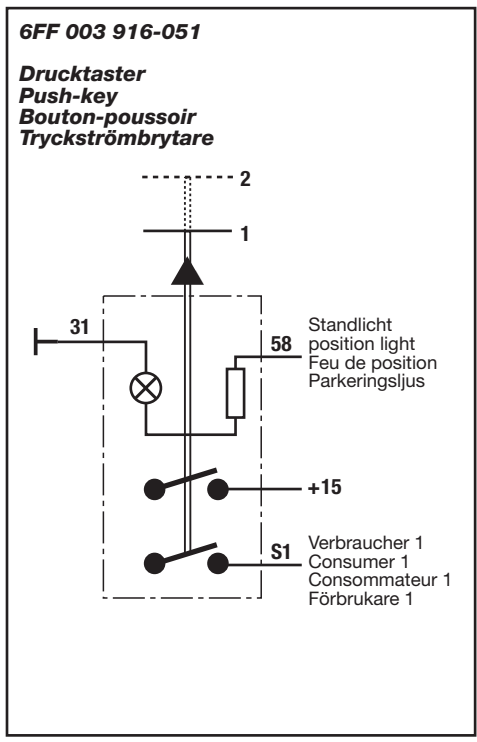 6FF 003 916-051
Drucktaster
Push-key
Bouton-poussoir
Tryckströmbrytare
2
1
31
58
Standlicht
position light
Feu de position
Parkeringsljus
+15
S1
Verbraucher 1
Consumer 1
Consommateur 1
Förbrukare 1